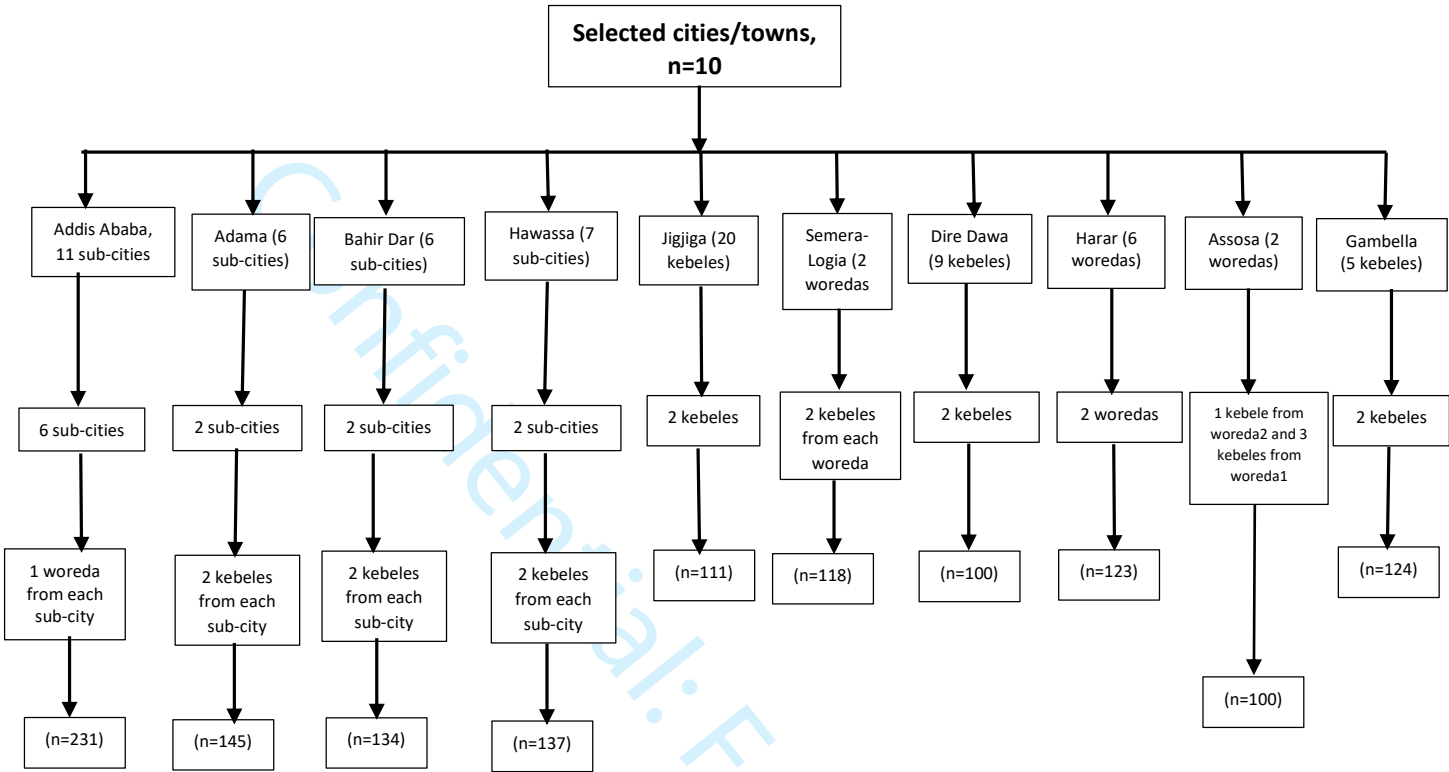 Selected cities/towns,
n=10
Addis Ababa,
11 sub-cities
Adama (6
sub-cities)
Bahir Dar (6
sub-cities)
Hawassa (7
sub-cities)
Jigjiga (20
kebeles)
Semera-
Logia (2
woredas
Dire Dawa
(9 kebeles)
Harar (6
woredas)
Assosa (2
woredas)
Gambella
(5 kebeles)
6 sub-cities
2 sub-cities
2 sub-cities
2 sub-cities
2 kebeles
2 kebeles
from each
woreda
2 kebeles
2 woredas
1 kebele from
woreda2 and 3
kebeles from
woreda1
2 kebeles
1 woreda
from each
sub-city
2 kebeles
from each
sub-city
2 kebeles
from each
sub-city
2 kebeles
from each
sub-city
(n=111)
(n=118)
(n=100)
(n=123)
(n=124)
(n=231)
(n=145)
(n=134)
(n=137)
(n=100)
Confidential: F